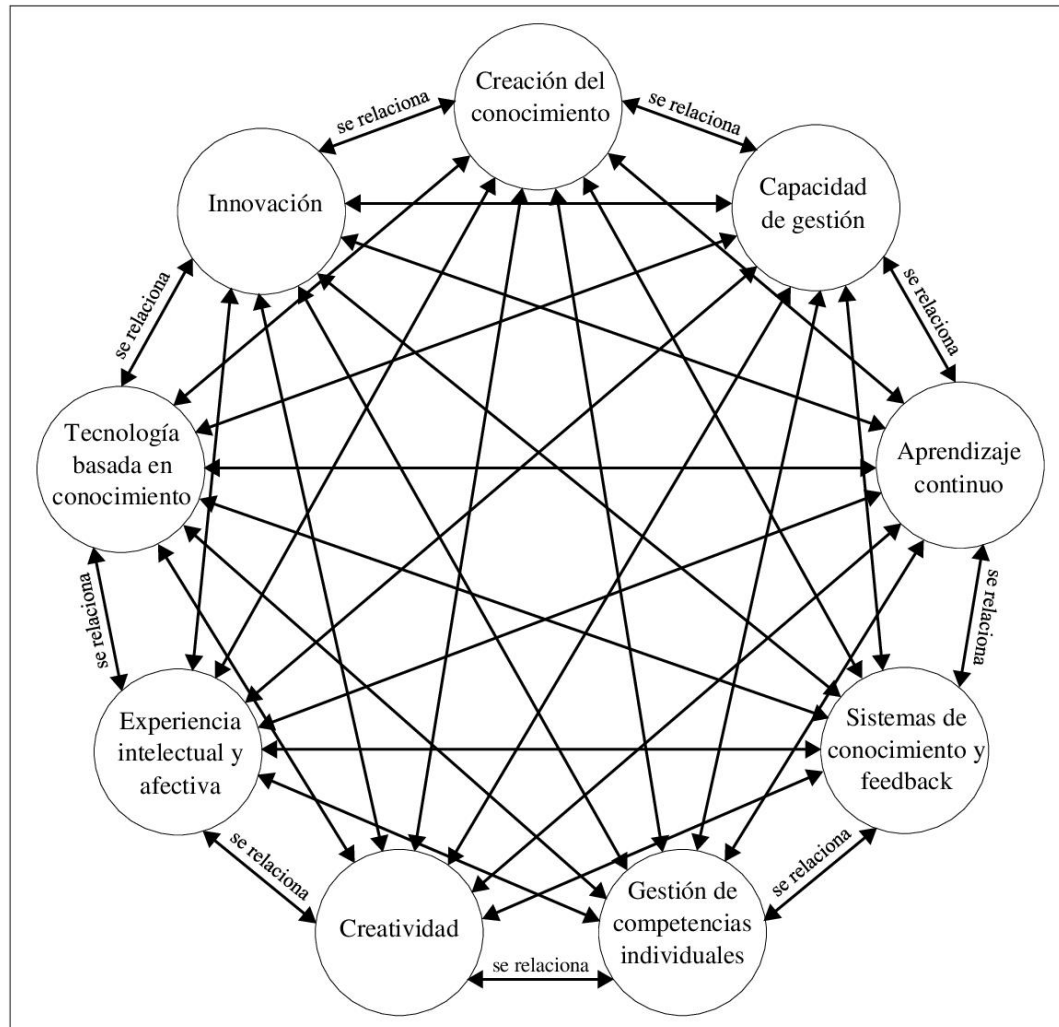 Creación del
conocimiento
se relaciona
se relaciona
Innovación
Capacidad
de gestión
se relaciona
se relaciona
Tecnología
basada en
conocimiento
Aprendizaje
continuo
se relaciona
se relaciona
Experiencia
intelectual y
afectiva
Sistemas de
conocimiento y
feedback
se relaciona
se relaciona
Creatividad
Gestión de
competencias
individuales
se relaciona